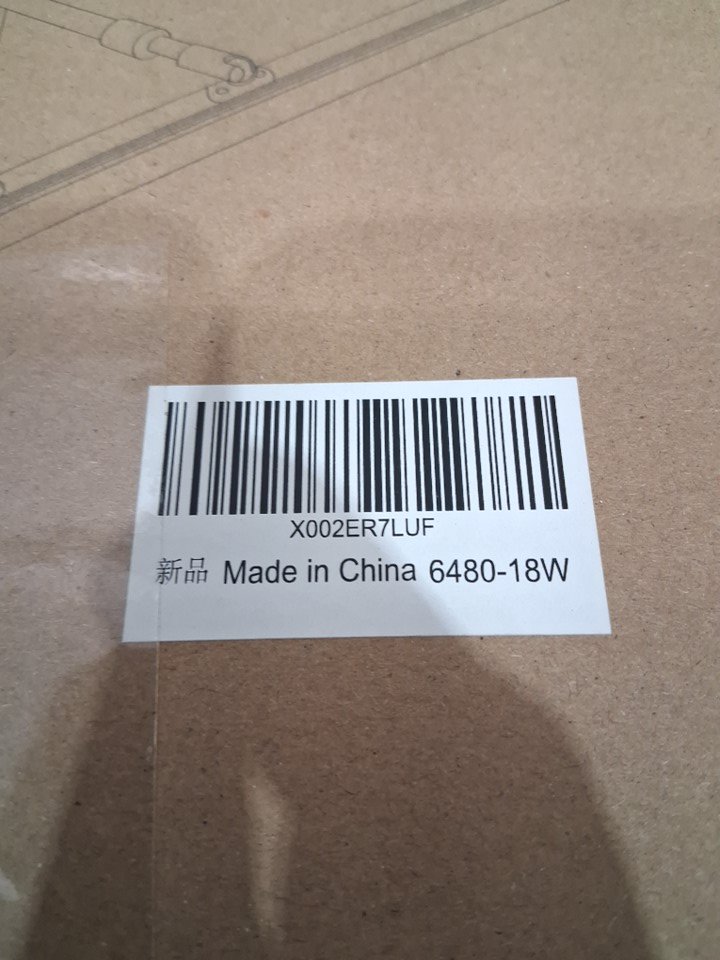 X002ER7LUF
新品 Made in China 6480-18W